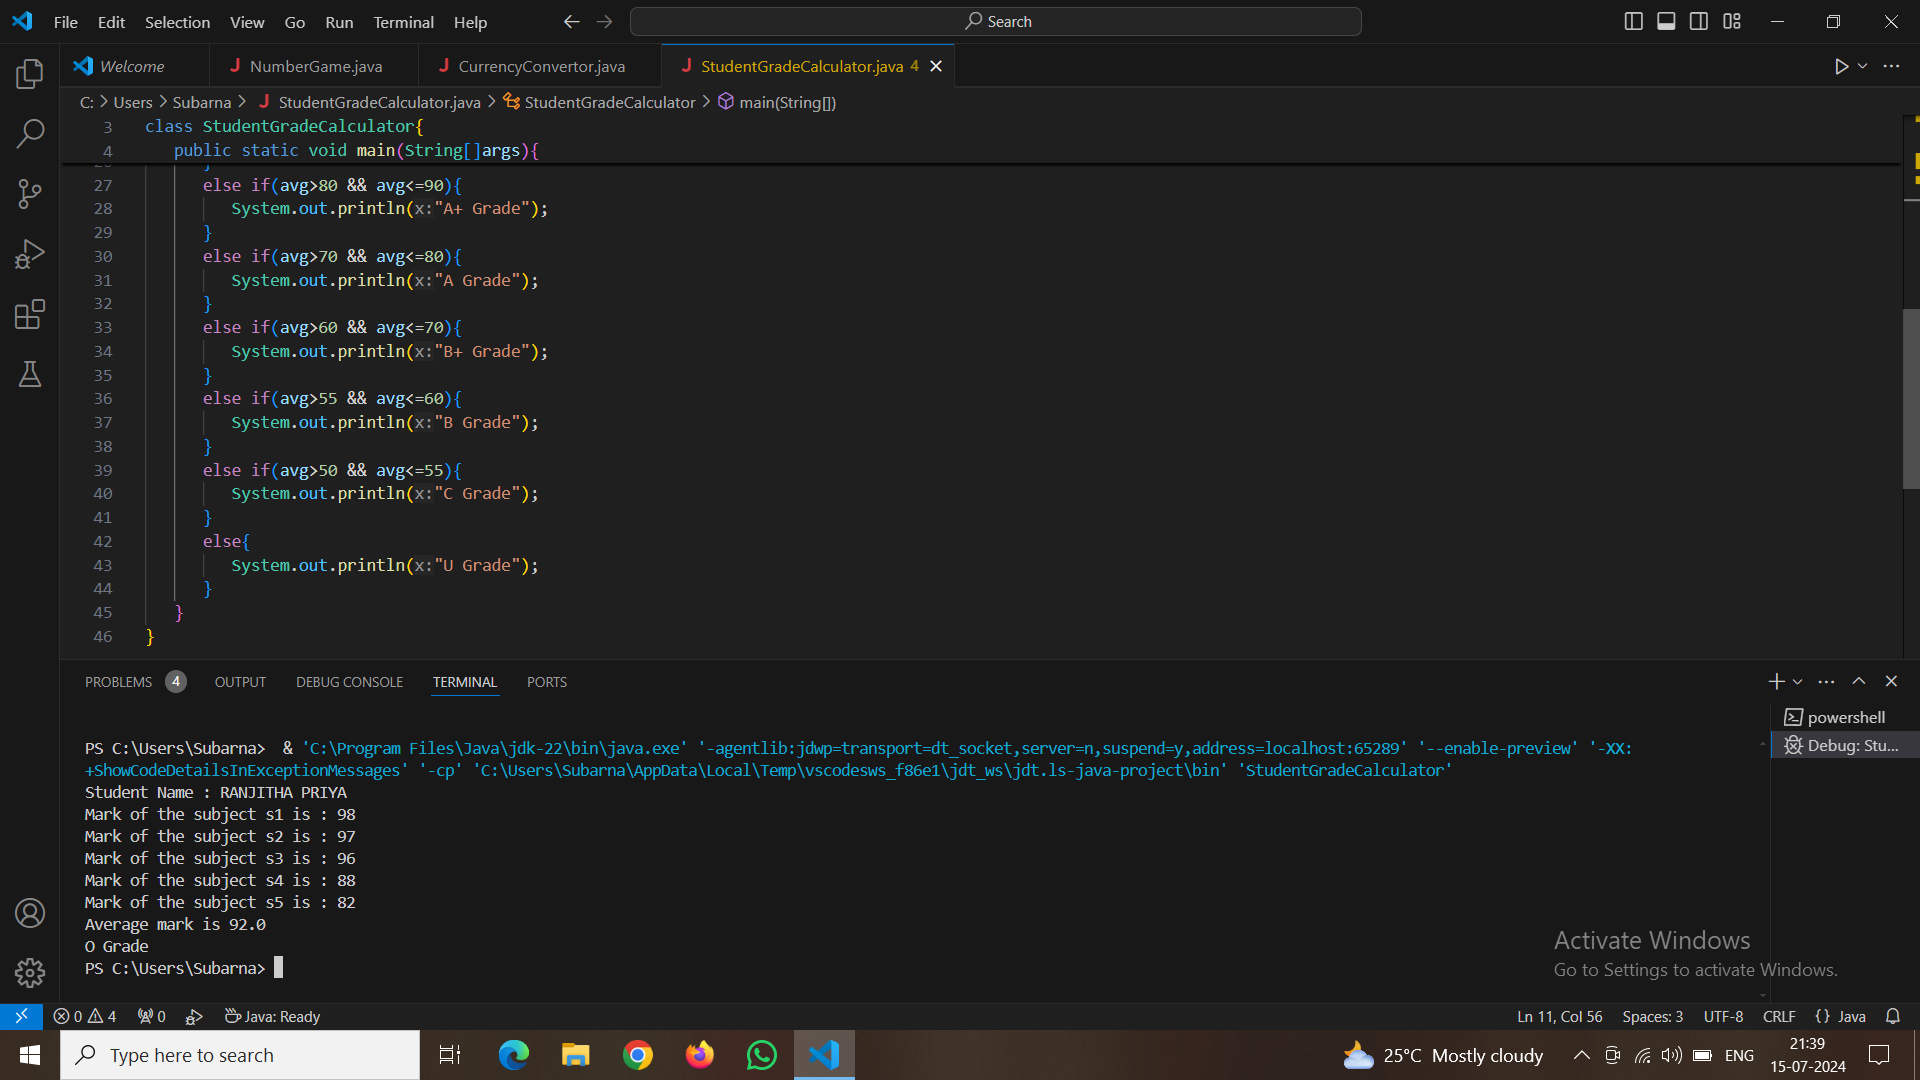 File Edit Selection View Go Run Terminal Help
Search
Welcome
J NumberGame.java
J CurrencyConvertor.java
J StudentGradeCalculator.java 4
C: > Users > Subarna > J StudentGradeCalculator.java > StudentGradeCalculator > main(String[])
3 class StudentGradeCalculator{
4 public static void main(String[]args){
27 else if(avg>80 && avg<=90){
28 System.out.println(x:"A+ Grade");
29 }
30 else if(avg>70 && avg<=80){
31 System.out.println(x:"A Grade");
32 }
33 else if(avg>60 && avg<=70){
34 System.out.println(x:"B+ Grade");
35 }
36 else if(avg>55 && avg<=60){
37 System.out.println(x:"B Grade");
38 }
39 else if(avg>50 && avg<=55){
40 System.out.println(x:"C Grade");
41 }
42 else{
43 System.out.println(x:"U Grade");
44 }
45 }
46 }
PROBLEMS 4 OUTPUT DEBUG CONSOLE TERMINAL PORTS
powershell
Debug: Stu...
PS C:\Users\Subarna>  & 'C:\Program Files\Java\jdk-22\bin\java.exe' '-agentlib:jdwp=transport=dt_socket,server=n,suspend=y,address=localhost:65289' '--enable-preview' '-XX:
+ShowCodeDetailsInExceptionMessages' '-cp' 'C:\Users\Subarna\AppData\Local\Temp\vscodesws_f86e1\jdt_ws\jdt.ls-java-project\bin' 'StudentGradeCalculator'
Student Name : RANJITHA PRIYA
Mark of the subject s1 is : 98
Mark of the subject s2 is : 97
Mark of the subject s3 is : 96
Mark of the subject s4 is : 88
Mark of the subject s5 is : 82
Average mark is 92.0
O Grade
PS C:\Users\Subarna>
Activate Windows
Go to Settings to activate Windows.
0 4 0 Java: Ready
Ln 11, Col 56 Spaces: 3 UTF-8 CRLF {} Java
Type here to search
25°C Mostly cloudy
ENG
21:39
15-07-2024